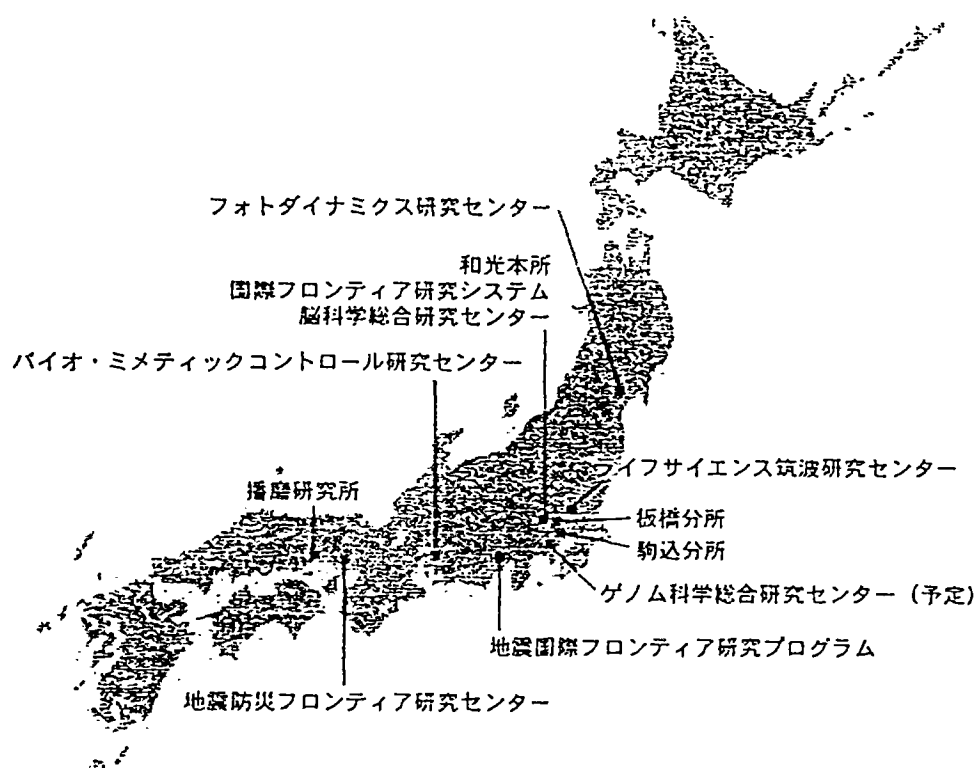 フォトダイナミクス研究センター
和光本所
国際フロンティア研究システム
脳科学総合研究センター
バイオ・ミメティックコントロール研究センター
ライフサイエンス筑波研究センター
播磨研究所
板橋分所
駒込分所
ゲノム科学総合研究センター（予定）
地震国際フロンティア研究プログラム
地震防災フロンティア研究センター